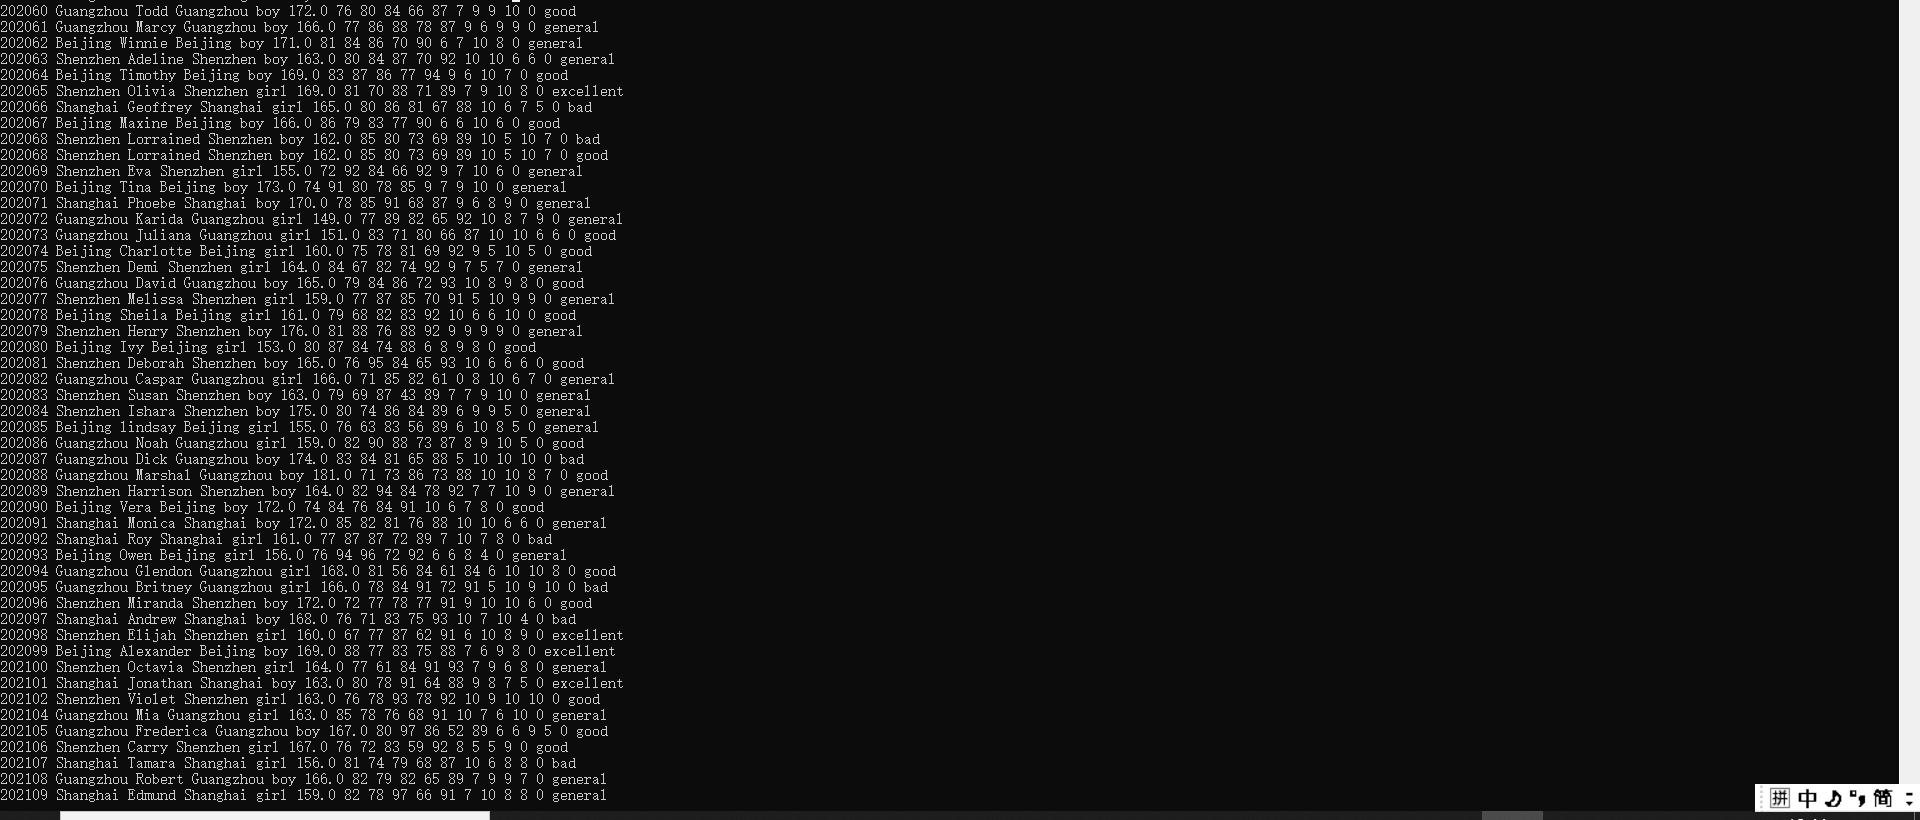 202060 Guangzhou Todd Guangzhou boy 172.0 76 80 84 66 87 7 9 9 10 0 good
202061 Guangzhou Marcy Guangzhou boy 166.0 77 86 88 78 87 9 6 9 9 0 general
202062 Beijing Winnie Beijing boy 171.0 81 84 86 70 90 6 7 10 8 0 general
202063 Shenzhen Adeline Shenzhen boy 163.0 80 84 87 70 92 10 10 6 6 0 general
202064 Beijing Timothy Beijing boy 169.0 83 87 86 77 94 9 6 10 7 0 good
202065 Shenzhen Olivia Shenzhen girl 169.0 81 70 88 71 89 7 9 10 8 0 excellent
202066 Shanghai Geoffrey Shanghai girl 165.0 80 86 81 67 88 10 6 7 5 0 bad
202067 Beijing Maxine Beijing boy 166.0 86 79 83 77 90 6 6 10 6 0 good
202068 Shenzhen Lorrained Shenzhen boy 162.0 85 80 73 69 89 10 5 10 7 0 bad
202068 Shenzhen Lorrained Shenzhen boy 162.0 85 80 73 69 89 10 5 10 7 0 good
202069 Shenzhen Eva Shenzhen girl 155.0 72 92 84 66 92 9 7 10 6 0 general
202070 Beijing Tina Beijing boy 173.0 74 91 80 78 85 9 7 9 10 0 general
202071 Shanghai Phoebe Shanghai boy 170.0 78 85 91 68 87 9 6 8 9 0 general
202072 Guangzhou Karida Guangzhou girl 149.0 77 89 82 65 92 10 8 7 9 0 general
202073 Guangzhou Juliana Guangzhou girl 151.0 83 71 80 66 87 10 10 6 6 0 good
202074 Beijing Charlotte Beijing girl 160.0 75 78 81 69 92 9 5 10 5 0 good
202075 Shenzhen Demi Shenzhen girl 164.0 84 67 82 74 92 9 7 5 7 0 general
202076 Guangzhou David Guangzhou boy 165.0 79 84 86 72 93 10 8 9 8 0 good
202077 Shenzhen Melissa Shenzhen girl 159.0 77 87 85 70 91 5 10 9 9 0 general
202078 Beijing Sheila Beijing girl 161.0 79 68 82 83 92 10 6 6 10 0 good
202079 Shenzhen Henry Shenzhen boy 176.0 81 88 76 88 92 9 9 9 9 0 general
202080 Beijing Ivy Beijing girl 153.0 80 87 84 74 88 6 8 9 8 0 good
202081 Shenzhen Deborah Shenzhen boy 165.0 76 95 84 65 93 10 6 6 6 0 good
202082 Guangzhou Caspar Guangzhou girl 166.0 71 85 82 61 0 8 10 6 7 0 general
202083 Shenzhen Susan Shenzhen boy 163.0 79 69 87 43 89 7 7 9 10 0 general
202084 Shenzhen Ishara Shenzhen boy 175.0 80 74 86 84 89 6 9 9 5 0 general
202085 Beijing lindsay Beijing girl 155.0 76 63 83 56 89 6 10 8 5 0 general
202086 Guangzhou Noah Guangzhou girl 159.0 82 90 88 73 87 8 9 10 5 0 good
202087 Guangzhou Dick Guangzhou boy 174.0 83 84 81 65 88 5 10 10 10 0 bad
202088 Guangzhou Marshal Guangzhou boy 181.0 71 73 86 73 88 10 10 8 7 0 good
202089 Shenzhen Harrison Shenzhen boy 164.0 82 94 84 78 92 7 7 10 9 0 general
202090 Beijing Vera Beijing boy 172.0 74 84 76 84 91 10 6 7 8 0 good
202091 Shanghai Monica Shanghai boy 172.0 85 82 81 76 88 10 10 6 6 0 general
202092 Shanghai Roy Shanghai girl 161.0 77 87 87 72 89 7 10 7 8 0 bad
202093 Beijing Owen Beijing girl 156.0 76 94 96 72 92 6 6 8 4 0 general
202094 Guangzhou Glendon Guangzhou girl 168.0 81 56 84 61 84 6 10 10 8 0 good
202095 Guangzhou Britney Guangzhou girl 166.0 78 84 91 72 91 5 10 9 10 0 bad
202096 Shenzhen Miranda Shenzhen boy 172.0 72 77 78 77 91 9 10 10 6 0 good
202097 Shanghai Andrew Shanghai boy 168.0 76 71 83 75 93 10 7 10 4 0 bad
202098 Shenzhen Elijah Shenzhen girl 160.0 67 77 87 62 91 6 10 8 9 0 excellent
202099 Beijing Alexander Beijing boy 169.0 88 77 83 75 88 7 6 9 8 0 excellent
202100 Shenzhen Octavia Shenzhen girl 164.0 77 61 84 91 93 7 9 6 8 0 general
202101 Shanghai Jonathan Shanghai boy 163.0 80 78 91 64 88 9 8 7 5 0 excellent
202102 Shenzhen Violet Shenzhen girl 163.0 76 78 93 78 92 10 9 10 10 0 good
202104 Guangzhou Mia Guangzhou girl 163.0 85 78 76 68 91 10 7 6 10 0 general
202105 Guangzhou Frederica Guangzhou boy 167.0 80 97 86 52 89 6 6 9 5 0 good
202106 Shenzhen Carry Shenzhen girl 167.0 76 72 83 59 92 8 5 5 9 0 good
202107 Shanghai Tamara Shanghai girl 156.0 81 74 79 68 87 10 6 8 8 0 bad
202108 Guangzhou Robert Guangzhou boy 166.0 82 79 82 65 89 7 9 9 7 0 general
202109 Shanghai Edmund Shanghai girl 159.0 82 78 97 66 91 7 10 8 8 0 general
拼 中 简